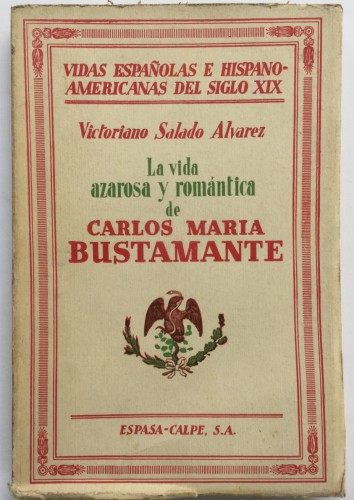 VIDAS ESPAÑOLAS E HISPANO-
AMERICANAS DEL SIGLO XIX
Victoriano Salado Alvarez
La vida
azarosa y romántica
de
CARLOS MARIA
BUSTAMANTE
ESPASA-CALPE, S.A.